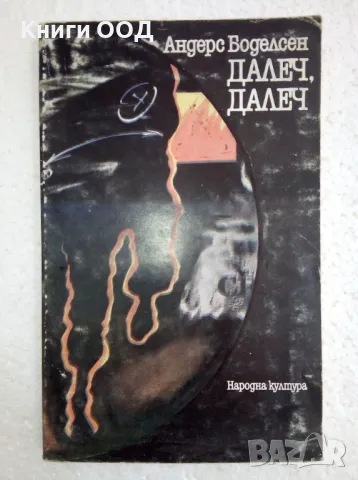 Книги ООД
Андерс Боделсен
ДАЛЕЧ,
ДАЛЕЧ
Народна култура
BAZAR